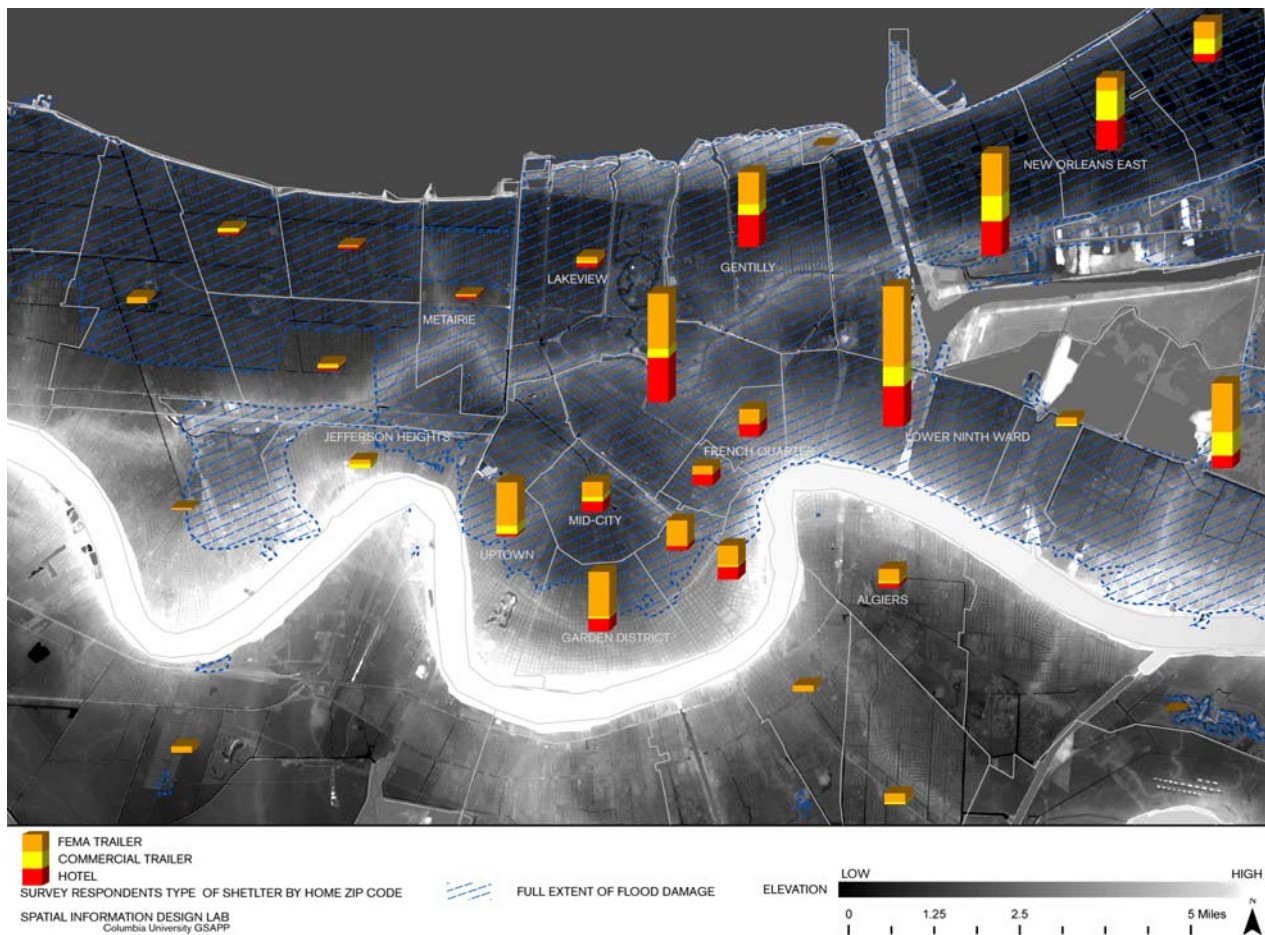 NEW ORLEANS EAST
LAKEVIEW
GENTILLY
METAIRIE
JEFFERSON HEIGHTS
FRENCH QUARTER
LOWER NINTH WARD
MID-CITY
UPTOWN
ALGIERS
GARDEN DISTRICT
FEMA TRAILER
COMMERCIAL TRAILER
HOTEL
SURVEY RESPONDENTS TYPE OF SHETLTER BY HOME ZIP CODE
SPATIAL INFORMATION DESIGN LAB
Columbia University GSAPP
FULL EXTENT OF FLOOD DAMAGE
ELEVATION
LOW HIGH
0 1.25 2.5 5 Miles
N